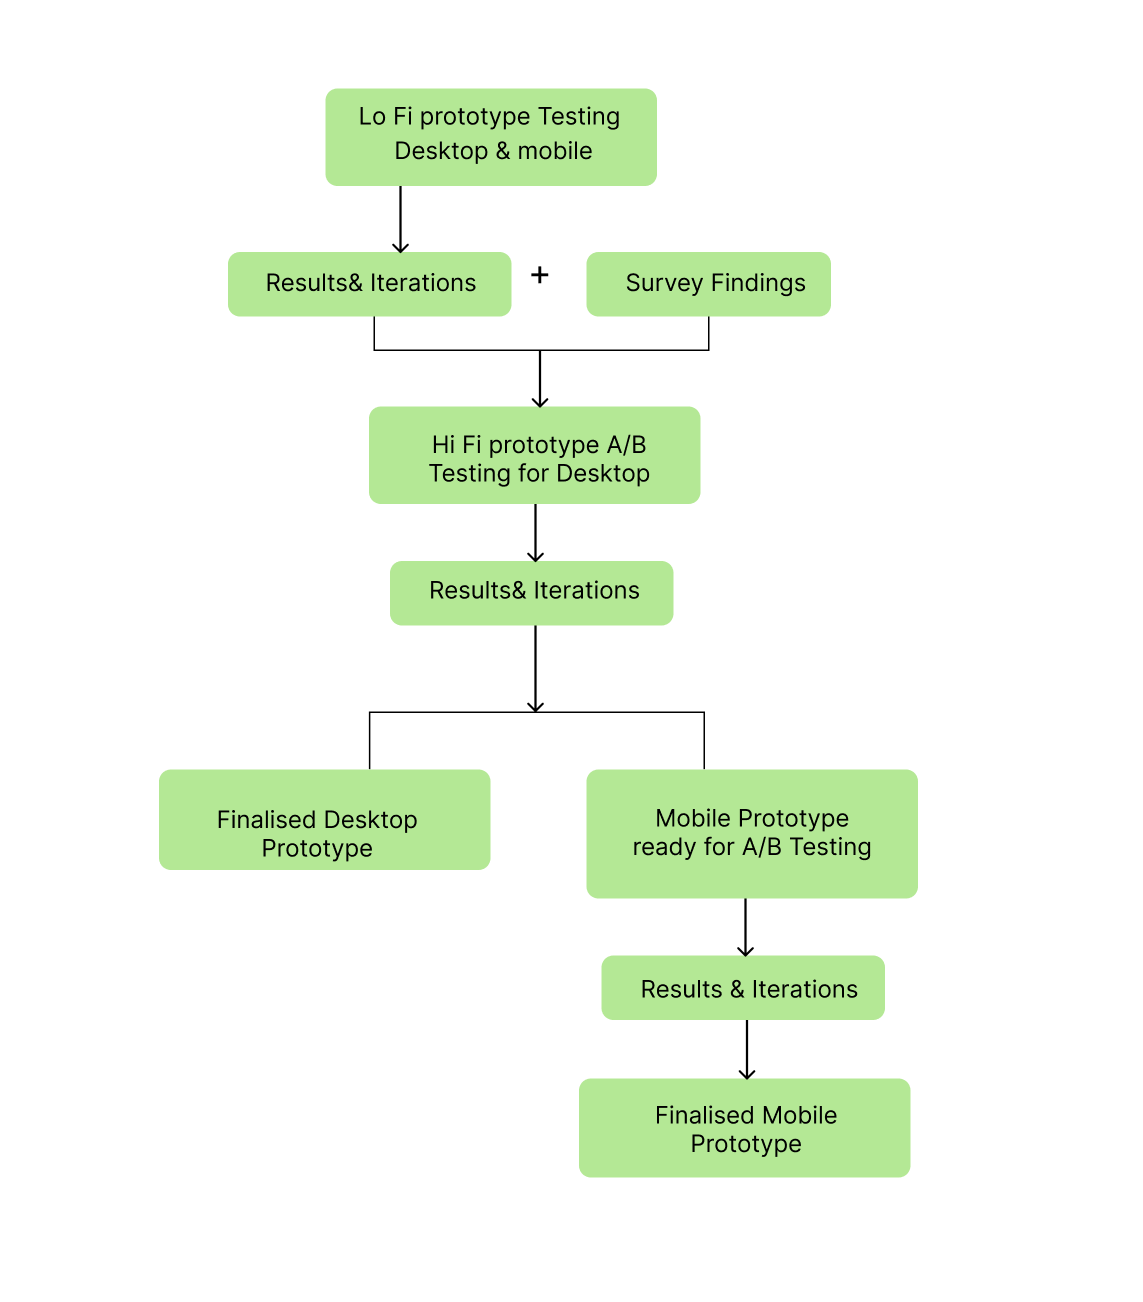 Lo Fi prototype Testing
Desktop & mobile
Results& Iterations
+
Survey Findings
Hi Fi prototype A/B
Testing for Desktop
Results& Iterations
Finalised Desktop
Prototype
Mobile Prototype
ready for A/B Testing
Results & Iterations
Finalised Mobile
Prototype